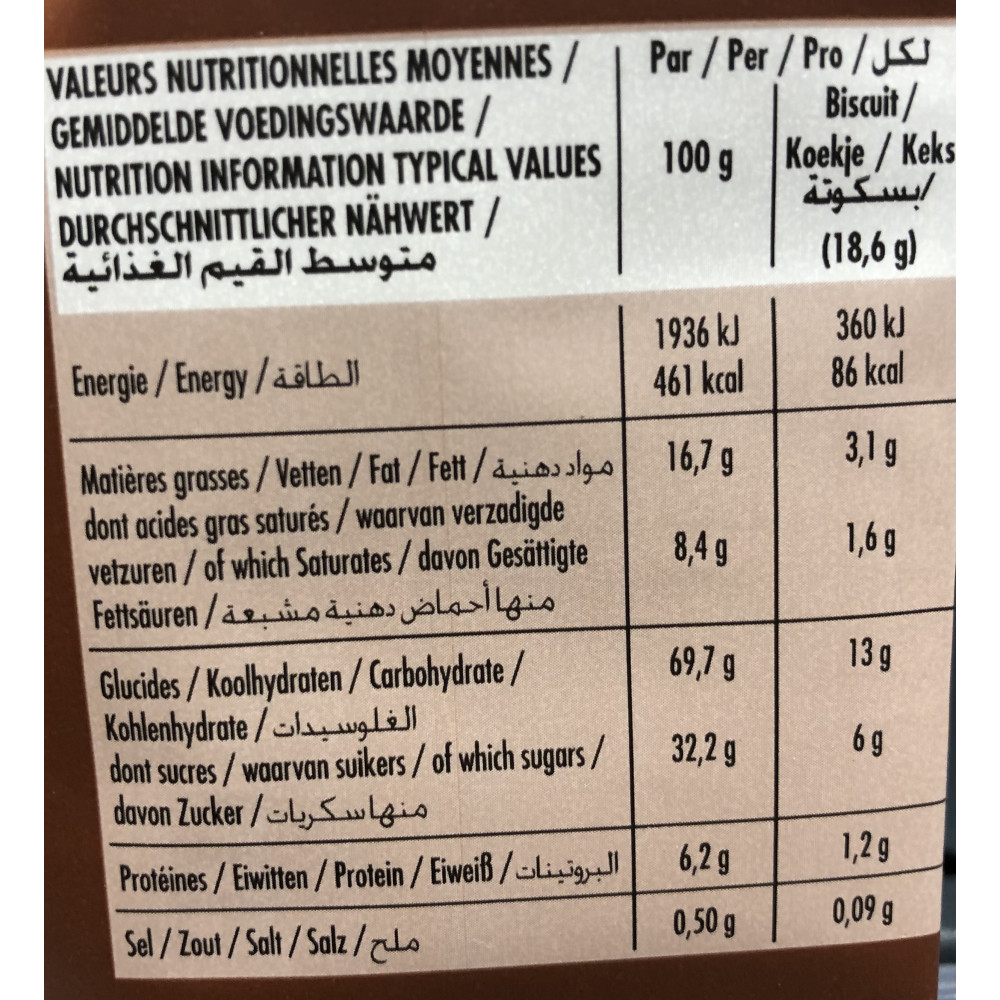 VALEURS NUTRITIONNELLES MOYENNES /
GEMIDDELDE VOEDINGSWAARDE /
NUTRITION INFORMATION TYPICAL VALUES
DURCHSCHNITTLICHER NÄHWERT /
متوسط القيم الغذائية
Par / Per / Pro / لكل
100 g
Biscuit /
Koekje / Keks
/بسكوتة
(18,6 g)
Energie / Energy / الطاقة
1936 kJ
461 kcal
360 kJ
86 kcal
Matières grasses / Vetten / Fat / Fett / مواد دهنية 16,7 g 3,1 g
dont acides gras saturés / waarvan verzadigde
vetzuren / of which Saturates / davon Gesättigte 8,4 g 1,6 g
Fettsäuren / منها أحماض دهنية مشبعة
Glucides / Koolhydraten / Carbohydrate / 69,7 g 13 g
Kohlenhydrate / الغلوسيدات
dont sucres / waarvan suikers / of which sugars / 32,2 g 6 g
davon Zucker / منها سكريات
Protéines / Eiwitten / Protein / Eiweiß / البروتينات 6,2 g 1,2 g
Sel / Zout / Salt / Salz / ملح 0,50 g 0,09 g